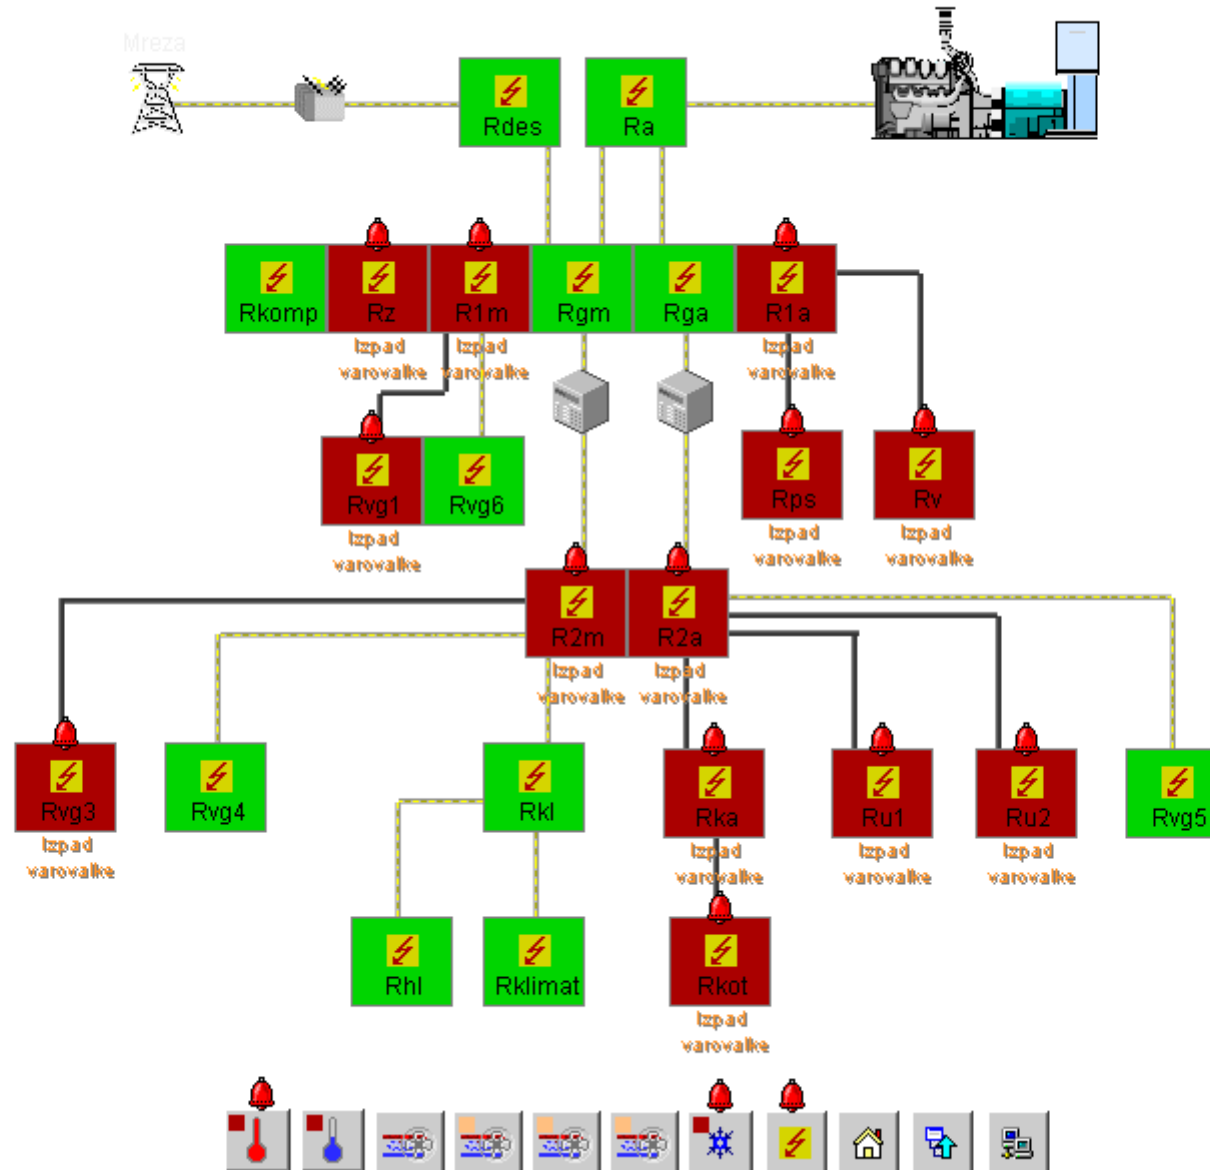 Mreza
Rdes
Ra
Rkomp
Rz
R1m
Rgm
Rga
R1a
Izpad
varovalke
Izpad
varovalke
Izpad
varovalke
Rvg1
Rvg6
Rps
Rv
Izpad
varovalke
Izpad
varovalke
Izpad
varovalke
R2m
R2a
Izpad
varovalke
Izpad
varovalke
Rvg3
Rvg4
Rkl
Rka
Ru1
Ru2
Rvg5
Izpad
varovalke
Izpad
varovalke
Izpad
varovalke
Izpad
varovalke
Rhl
Rklimat
Rkot
Izpad
varovalke